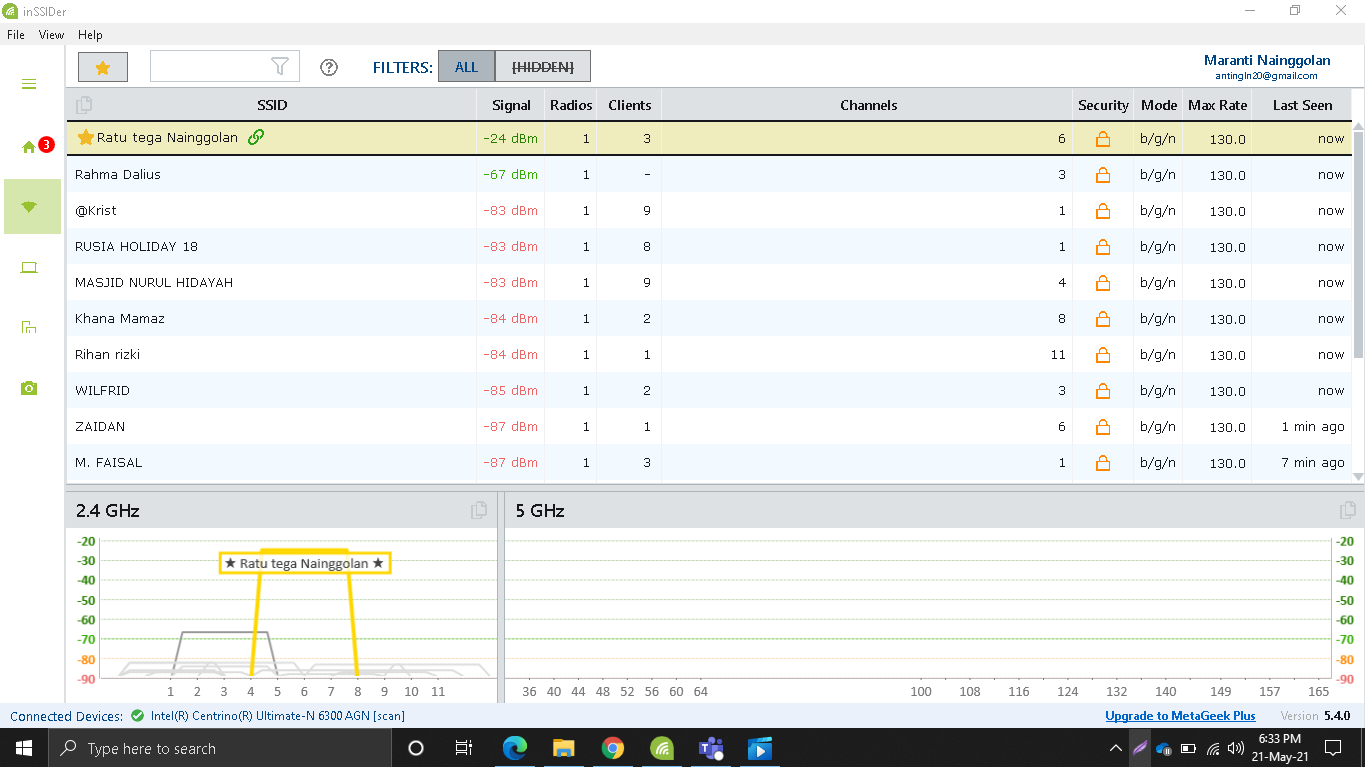 inSSIDer
File View Help
FILTERS: ALL [HIDDEN]
Maranti Nainggolan
antingln20@gmail.com
SSID Signal Radios Clients Channels Security Mode Max Rate Last Seen
Ratu tega Nainggolan -24 dBm 1 3 6 b/g/n 130.0 now
Rahma Dalius -67 dBm 1 - 3 b/g/n 130.0 now
@Krist -83 dBm 1 9 1 b/g/n 130.0 now
RUSIA HOLIDAY 18 -83 dBm 1 8 1 b/g/n 130.0 now
MASJID NURUL HIDAYAH -83 dBm 1 9 4 b/g/n 130.0 now
Khana Mamaz -84 dBm 1 2 8 b/g/n 130.0 now
Rihan rizki -84 dBm 1 1 11 b/g/n 130.0 now
WILFRID -85 dBm 1 2 3 b/g/n 130.0 now
ZAIDAN -87 dBm 1 1 6 b/g/n 130.0 1 min ago
M. FAISAL -87 dBm 1 3 1 b/g/n 130.0 7 min ago
3
2.4 GHz
-20
-30
-40
-50
-60
-70
-80
-90
★ Ratu tega Nainggolan ★
1 2 3 4 5 6 7 8 9 10 11
5 GHz
-20
-30
-40
-50
-60
-70
-80
-90
36 40 44 48 52 56 60 64 100 108 116 124 132 140 149 157 165
Connected Devices: Intel(R) Centrino(R) Ultimate-N 6300 AGN [scan]
Upgrade to MetaGeek Plus Version 5.4.0
Type here to search
6:33 PM
21-May-21